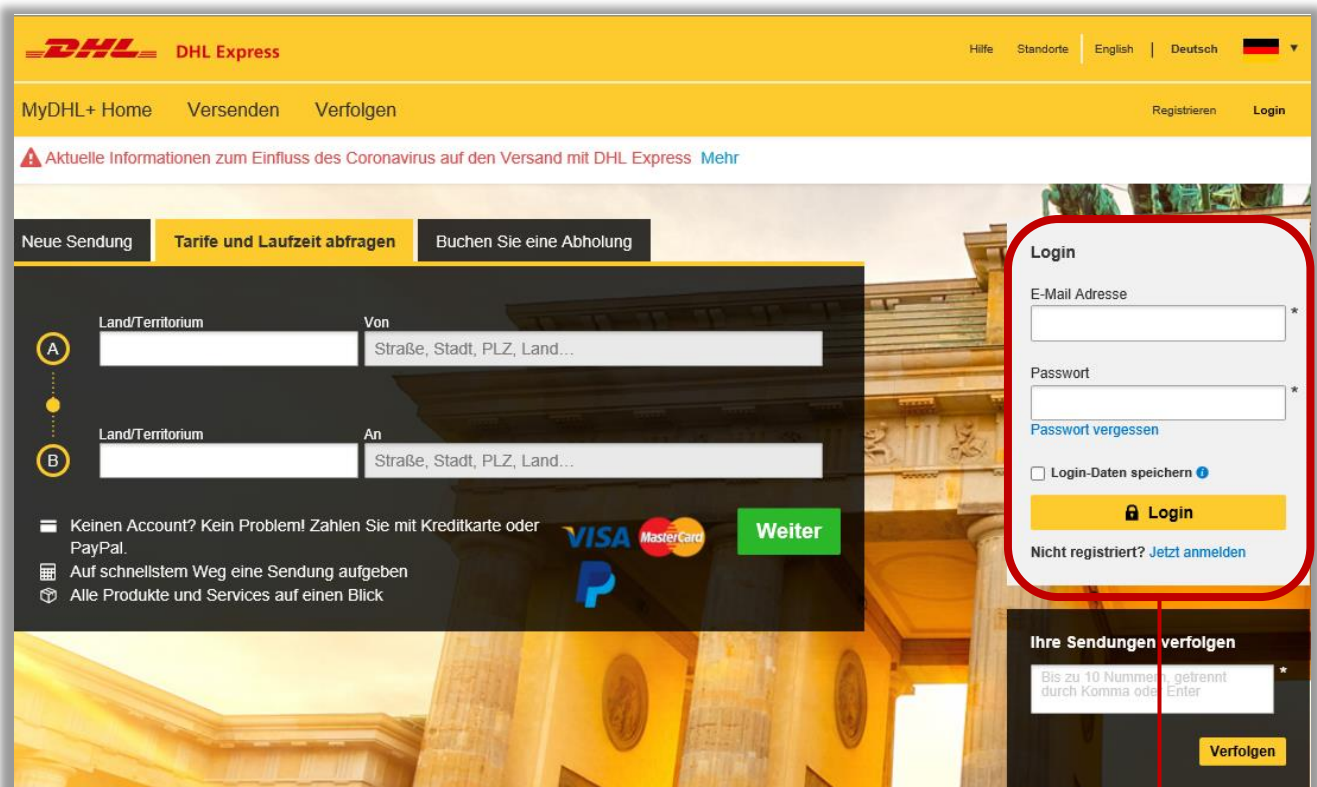 DHL DHL Express
Hilfe Standorte English | Deutsch
MyDHL+ Home Versenden Verfolgen
Registrieren Login
Aktuelle Informationen zum Einfluss des Coronavirus auf den Versand mit DHL Express Mehr
Neue Sendung Tarife und Laufzeit abfragen Buchen Sie eine Abholung
Land/Territorium Von
A Straße, Stadt, PLZ, Land...
Land/Territorium An
B Straße, Stadt, PLZ, Land...
Keinen Account? Kein Problem! Zahlen Sie mit Kreditkarte oder
PayPal.
Auf schnellstem Weg eine Sendung aufgeben
Alle Produkte und Services auf einen Blick
VISA MasterCard
P
Weiter
Login
E-Mail Adresse
*
Passwort
*
Passwort vergessen
Login-Daten speichern i
Login
Nicht registriert? Jetzt anmelden
Ihre Sendungen verfolgen
Bis zu 10 Nummern, getrennt *
durch Komma oder Enter
Verfolgen